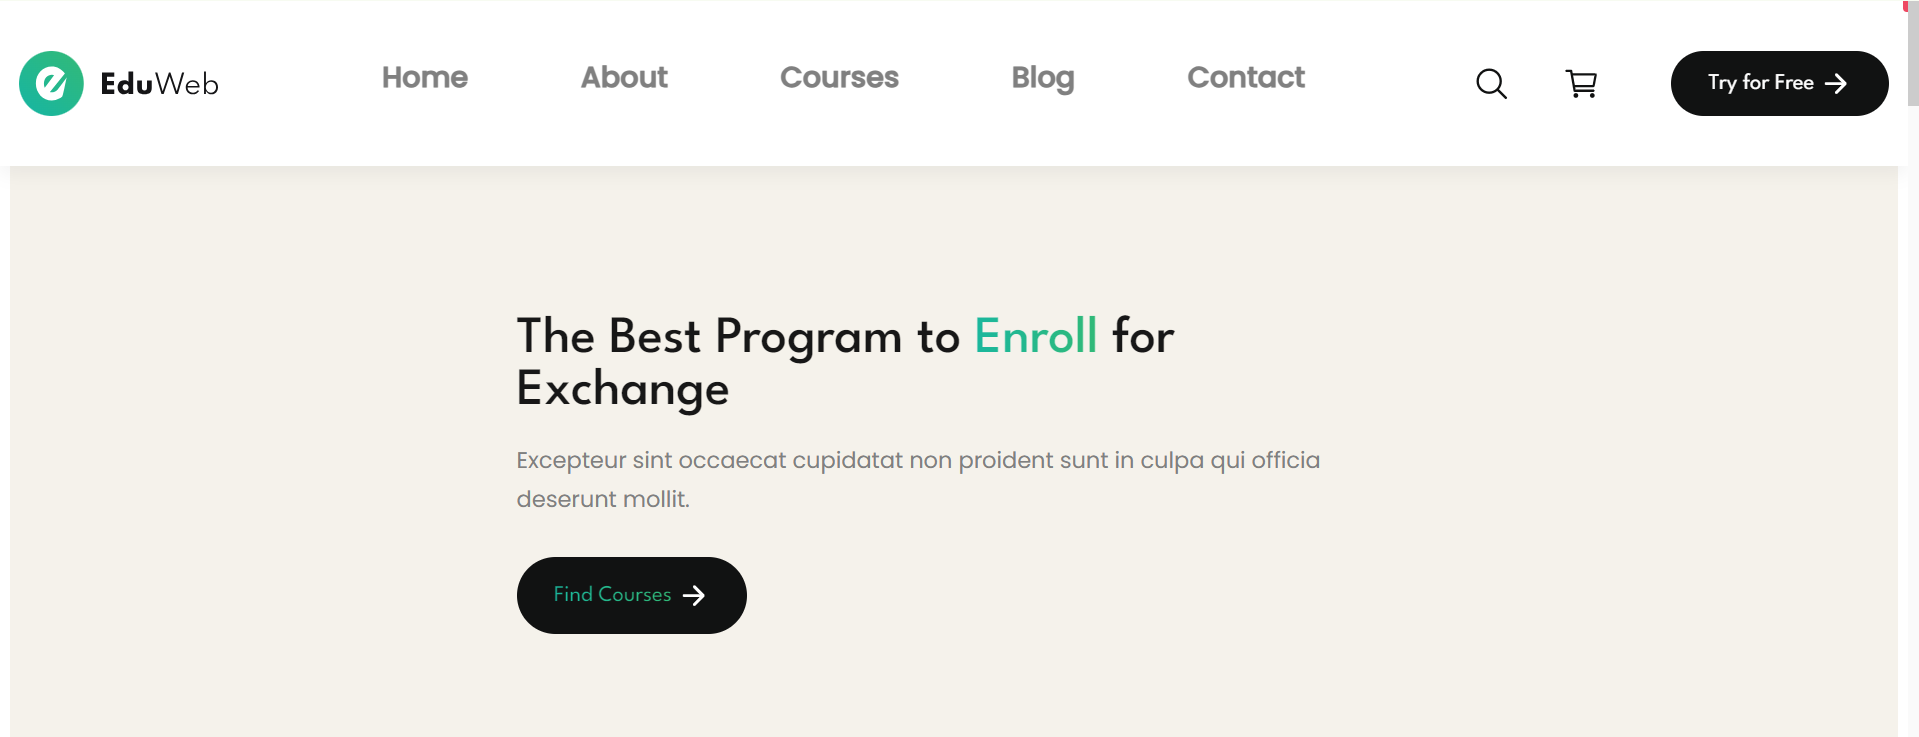 EduWeb
Home
About
Courses
Blog
Contact
Try for Free
The Best Program to Enroll for
Exchange
Excepteur sint occaecat cupidatat non proident sunt in culpa qui officia
deserunt mollit.
Find Courses